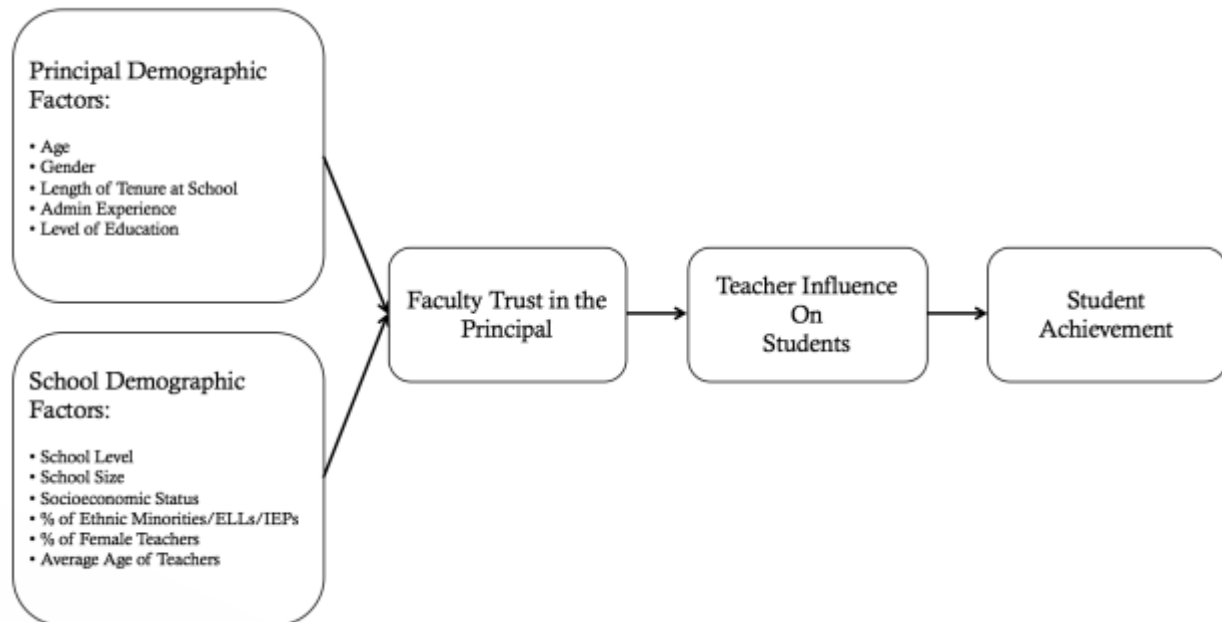 Principal Demographic
Factors:
• Age
• Gender
• Length of Tenure at School
• Admin Experience
• Level of Education
School Demographic
Factors:
• School Level
• School Size
• Socioeconomic Status
• % of Ethnic Minorities/ELLs/IEPs
• % of Female Teachers
• Average Age of Teachers
Faculty Trust in the
Principal
Teacher Influence
On
Students
Student
Achievement